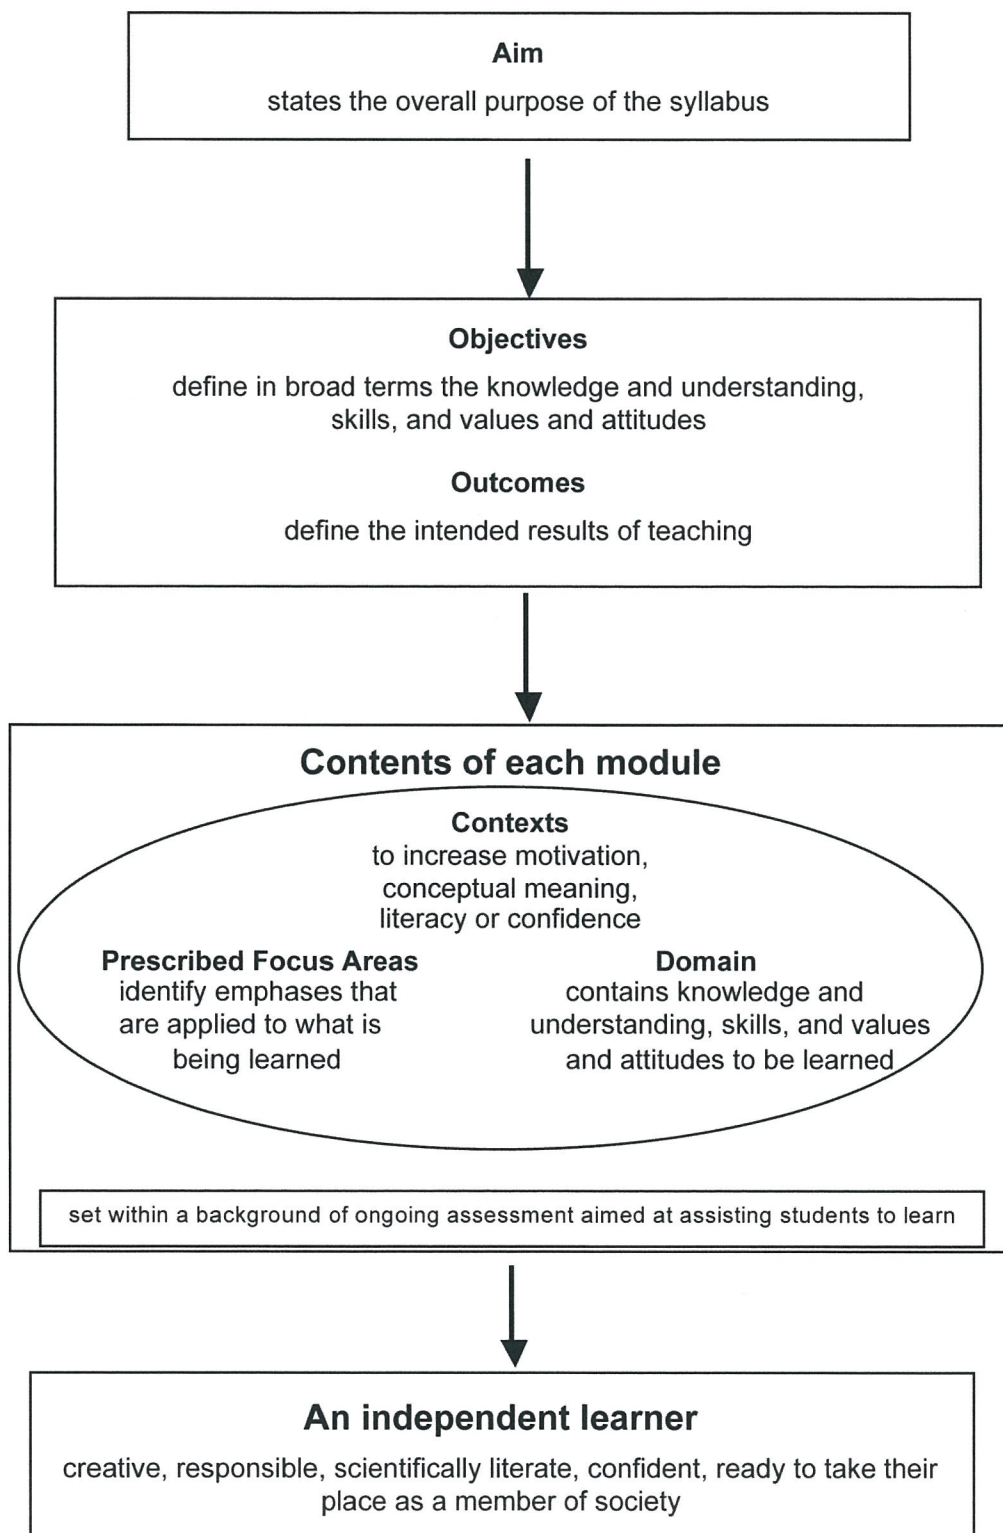 Aim
states the overall purpose of the syllabus
Objectives
define in broad terms the knowledge and understanding,
skills, and values and attitudes
Outcomes
define the intended results of teaching
Contents of each module
Contexts
to increase motivation,
conceptual meaning,
literacy or confidence
Prescribed Focus Areas
identify emphases that
are applied to what is
being learned
Domain
contains knowledge and
understanding, skills, and values
and attitudes to be learned
set within a background of ongoing assessment aimed at assisting students to learn
An independent learner
creative, responsible, scientifically literate, confident, ready to take their
place as a member of society